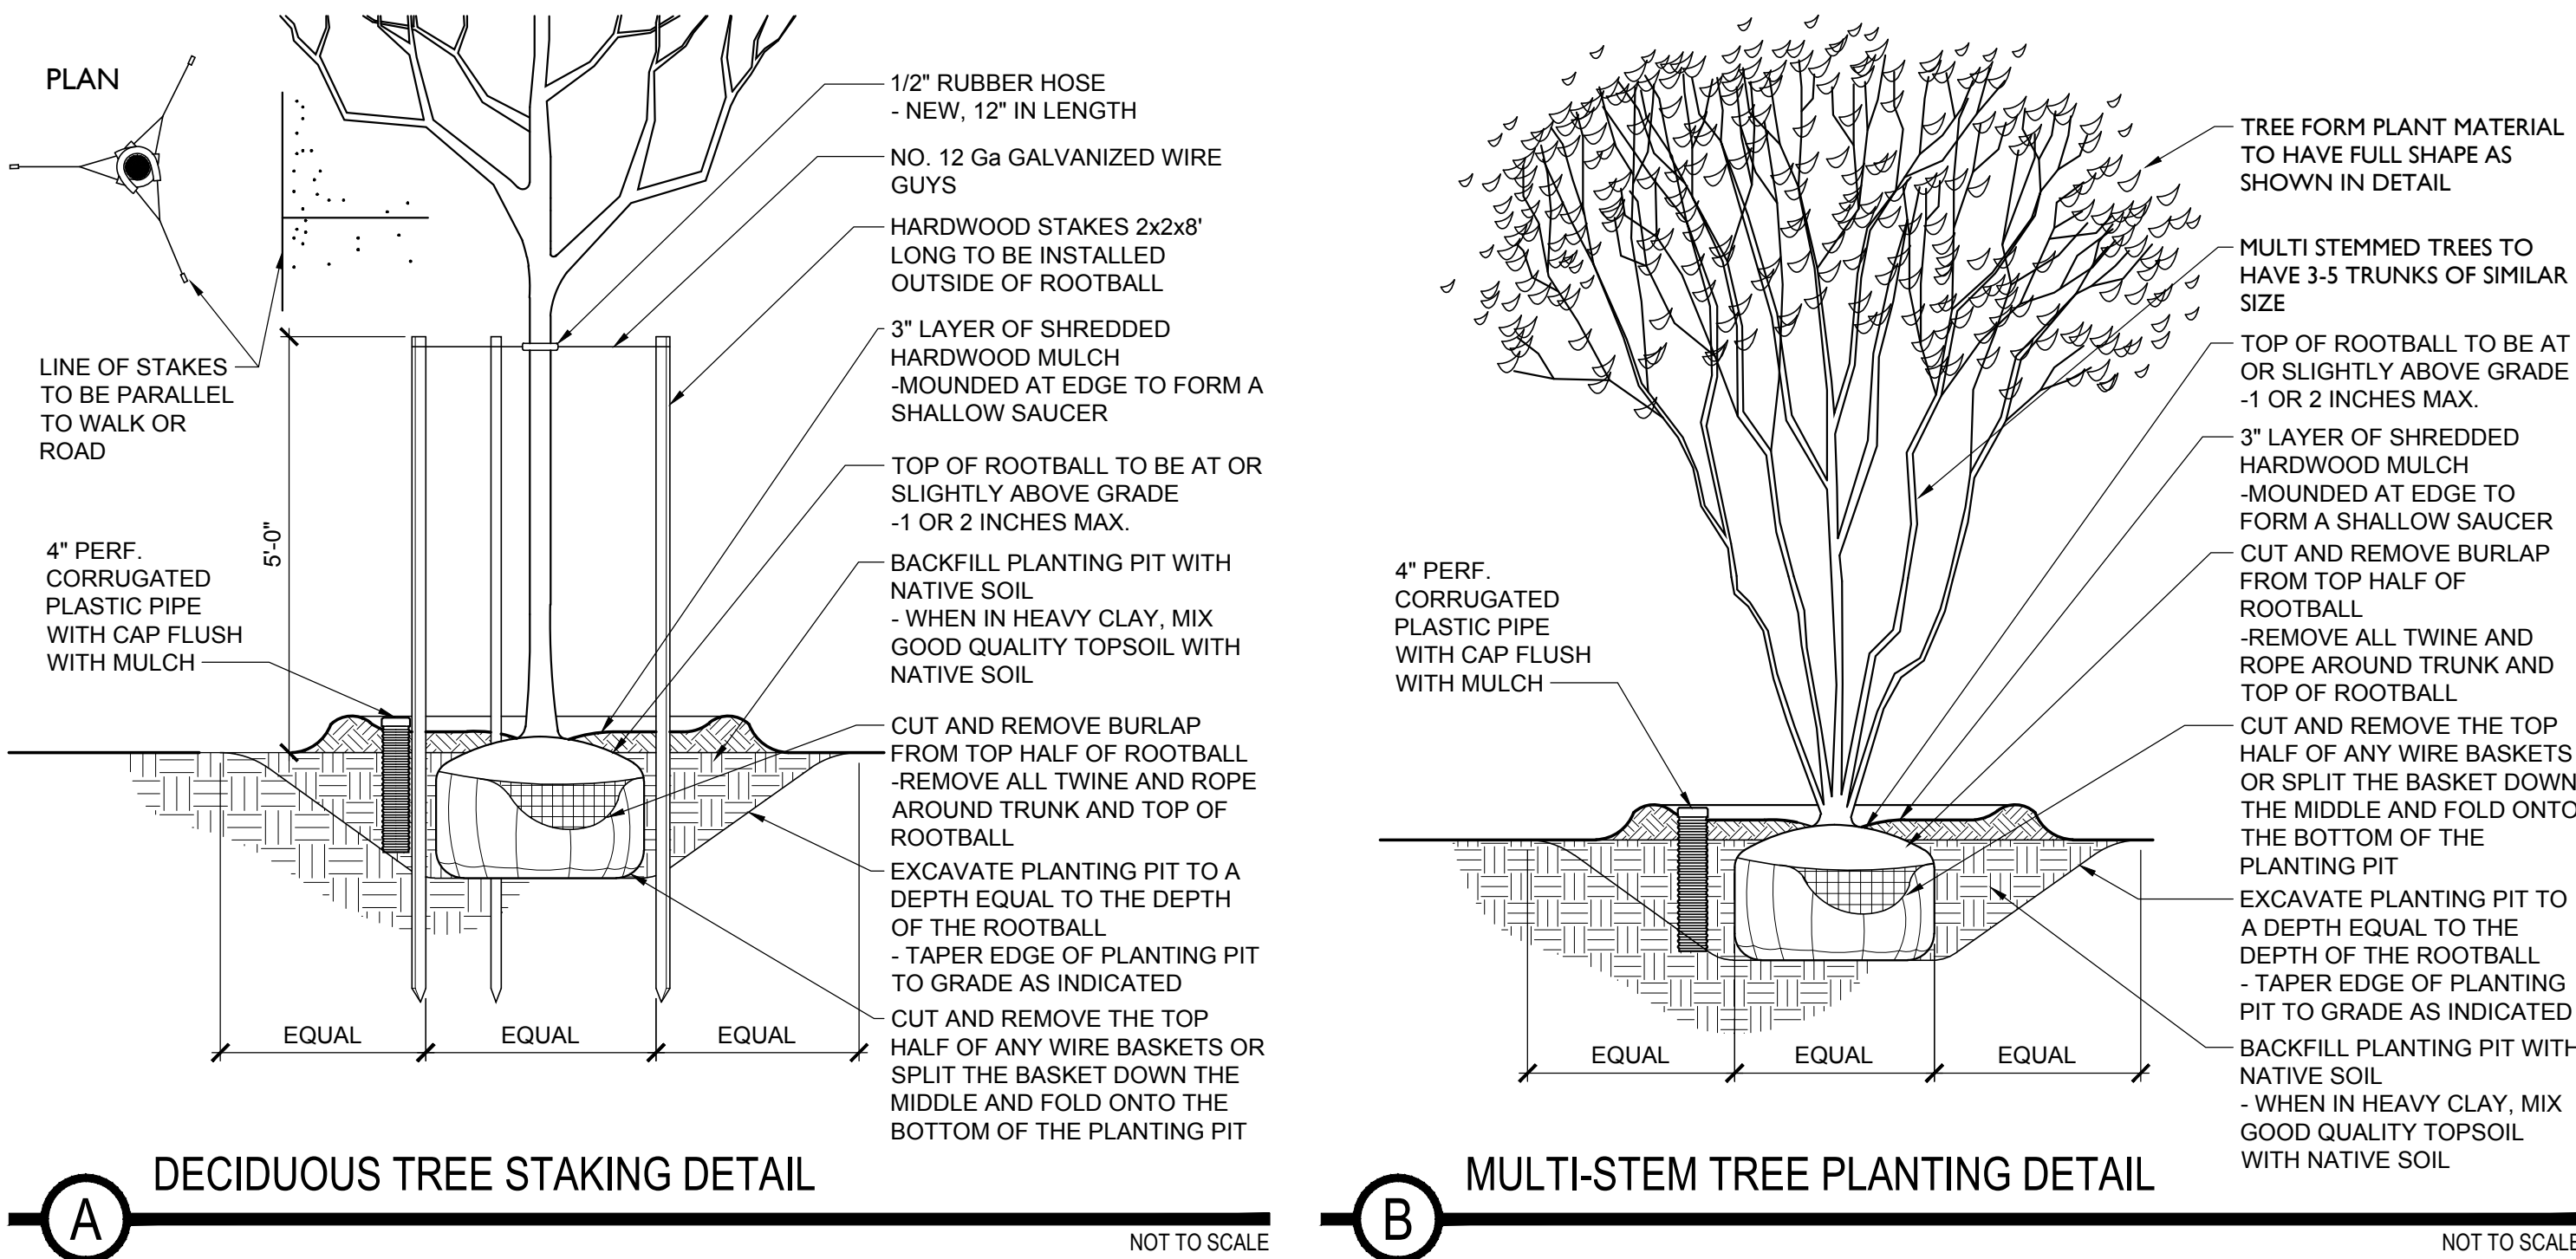 PLAN
LINE OF STAKES
TO BE PARALLEL
TO WALK OR
ROAD
5'-0"
4" PERF.
CORRUGATED
PLASTIC PIPE
WITH CAP FLUSH
WITH MULCH
1/2" RUBBER HOSE
- NEW, 12" IN LENGTH
NO. 12 Ga GALVANIZED WIRE
GUYS
HARDWOOD STAKES 2x2x8'
LONG TO BE INSTALLED
OUTSIDE OF ROOTBALL
3" LAYER OF SHREDDED
HARDWOOD MULCH
-MOUNDED AT EDGE TO FORM A
SHALLOW SAUCER
TOP OF ROOTBALL TO BE AT OR
SLIGHTLY ABOVE GRADE
-1 OR 2 INCHES MAX.
BACKFILL PLANTING PIT WITH
NATIVE SOIL
- WHEN IN HEAVY CLAY, MIX
GOOD QUALITY TOPSOIL WITH
NATIVE SOIL
CUT AND REMOVE BURLAP
FROM TOP HALF OF ROOTBALL
-REMOVE ALL TWINE AND ROPE
AROUND TRUNK AND TOP OF
ROOTBALL
EXCAVATE PLANTING PIT TO A
DEPTH EQUAL TO THE DEPTH
OF THE ROOTBALL
- TAPER EDGE OF PLANTING PIT
TO GRADE AS INDICATED
CUT AND REMOVE THE TOP
HALF OF ANY WIRE BASKETS OR
SPLIT THE BASKET DOWN THE
MIDDLE AND FOLD ONTO THE
BOTTOM OF THE PLANTING PIT
EQUAL EQUAL EQUAL
DECIDUOUS TREE STAKING DETAIL
A
NOT TO SCALE
4" PERF.
CORRUGATED
PLASTIC PIPE
WITH CAP FLUSH
WITH MULCH
TREE FORM PLANT MATERIAL
TO HAVE FULL SHAPE AS
SHOWN IN DETAIL
MULTI STEMMED TREES TO
HAVE 3-5 TRUNKS OF SIMILAR
SIZE
TOP OF ROOTBALL TO BE AT
OR SLIGHTLY ABOVE GRADE
-1 OR 2 INCHES MAX.
3" LAYER OF SHREDDED
HARDWOOD MULCH
-MOUNDED AT EDGE TO
FORM A SHALLOW SAUCER
CUT AND REMOVE BURLAP
FROM TOP HALF OF
ROOTBALL
-REMOVE ALL TWINE AND
ROPE AROUND TRUNK AND
TOP OF ROOTBALL
CUT AND REMOVE THE TOP
HALF OF ANY WIRE BASKETS
OR SPLIT THE BASKET DOWN
THE MIDDLE AND FOLD ONTO
THE BOTTOM OF THE
PLANTING PIT
EXCAVATE PLANTING PIT TO
A DEPTH EQUAL TO THE
DEPTH OF THE ROOTBALL
- TAPER EDGE OF PLANTING
PIT TO GRADE AS INDICATED
BACKFILL PLANTING PIT WITH
NATIVE SOIL
- WHEN IN HEAVY CLAY, MIX
GOOD QUALITY TOPSOIL
WITH NATIVE SOIL
EQUAL EQUAL EQUAL
MULTI-STEM TREE PLANTING DETAIL
B
NOT TO SCALE